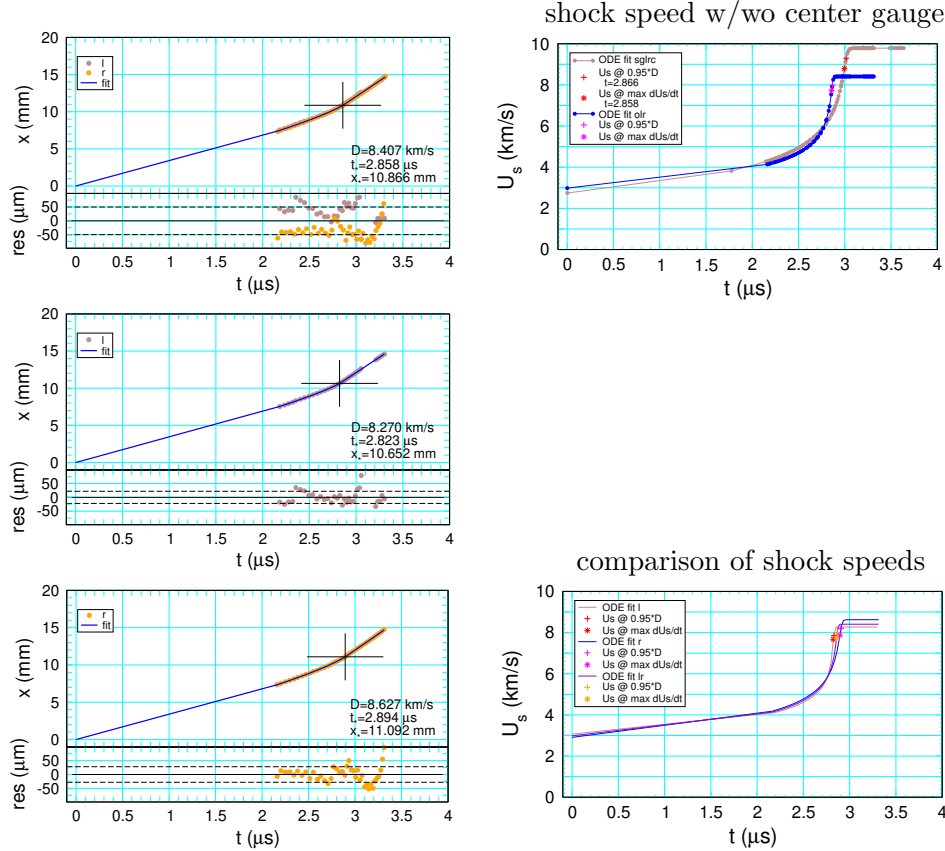 shock speed w/wo center gauge
20
15
10
5
0
x (mm)
l
r
fit
D=8.407 km/s
t*=2.858 μs
x*=10.866 mm
50
0
-50
res (μm)
0 0.5 1 1.5 2 2.5 3 3.5 4
t (μs)
10
8
6
4
2
0
Us (km/s)
ODE fit sglrc
Us @ 0.95*D
t=2.866
Us @ max dUs/dt
t=2.858
ODE fit olr
Us @ 0.95*D
Us @ max dUs/dt
0 0.5 1 1.5 2 2.5 3 3.5 4
t (μs)
20
15
10
5
0
x (mm)
l
fit
D=8.270 km/s
t*=2.823 μs
x*=10.652 mm
50
0
-50
res (μm)
0 0.5 1 1.5 2 2.5 3 3.5 4
t (μs)
comparison of shock speeds
20
15
10
5
0
x (mm)
r
fit
D=8.627 km/s
t*=2.894 μs
x*=11.092 mm
50
0
-50
res (μm)
0 0.5 1 1.5 2 2.5 3 3.5 4
t (μs)
10
8
6
4
2
0
Us (km/s)
ODE fit l
Us @ 0.95*D
Us @ max dUs/dt
ODE fit r
Us @ 0.95*D
Us @ max dUs/dt
ODE fit lr
Us @ 0.95*D
Us @ max dUs/dt
0 0.5 1 1.5 2 2.5 3 3.5 4
t (μs)